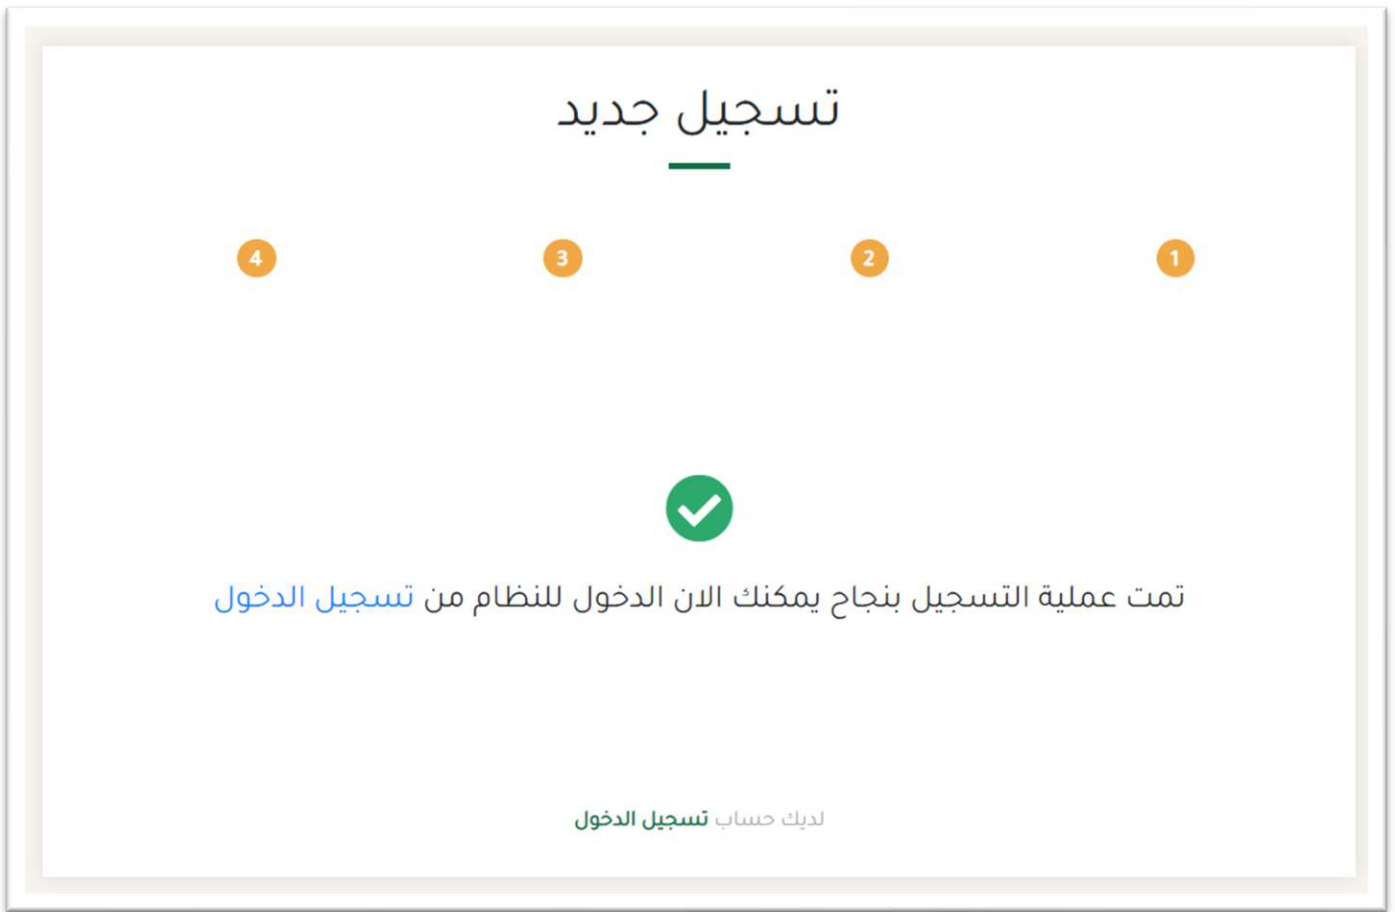 تسجيل جديد
1 2 3 4
تمت عملية التسجيل بنجاح يمكنك الان الدخول للنظام من تسجيل الدخول
لديك حساب تسجيل الدخول